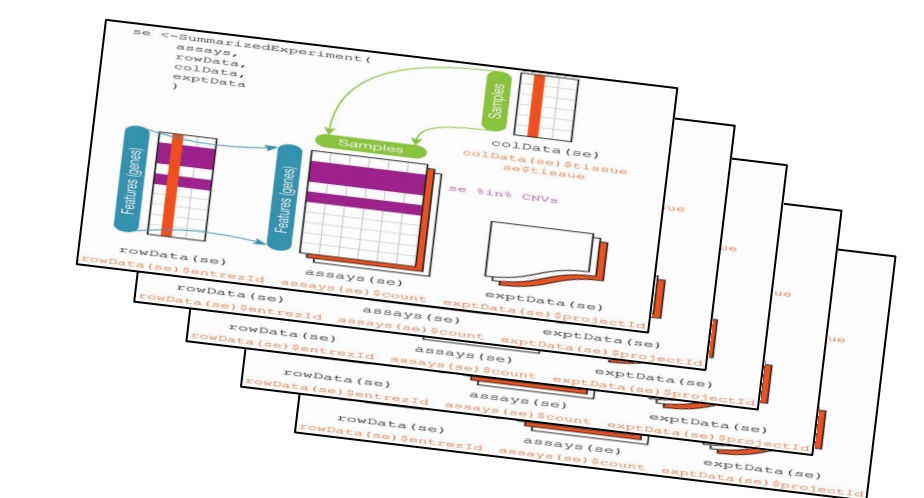 se <-SummarizedExperiment(
assays,
rowData,
colData,
exptData
)
Samples
colData(se)
colData(se)$tissue
se$tissue
Samples
se %in% CNVs
Features (genes)
Features (genes)
rowData(se)
rowData(se)$entrezId
assays(se)
assays(se)$count
exptData(se)
exptData(se)$projectId
ue
rowData(se)
rowData(se)$entrezId
assays(se)
assays(se)$count
exptData(se)
exptData(se)$projectId
ue
rowData(se)
rowData(se)$entrezId
assays(se)
assays(se)$count
exptData(se)
exptData(se)$projectId
ue
rowData(se)
rowData(se)$entrezId
assays(se)
assays(se)$count
exptData(se)
exptData(se)$projectId
ue
rowData(se)
rowData(se)$entrezId
assays(se)
assays(se)$count
exptData(se)
exptData(se)$projectId